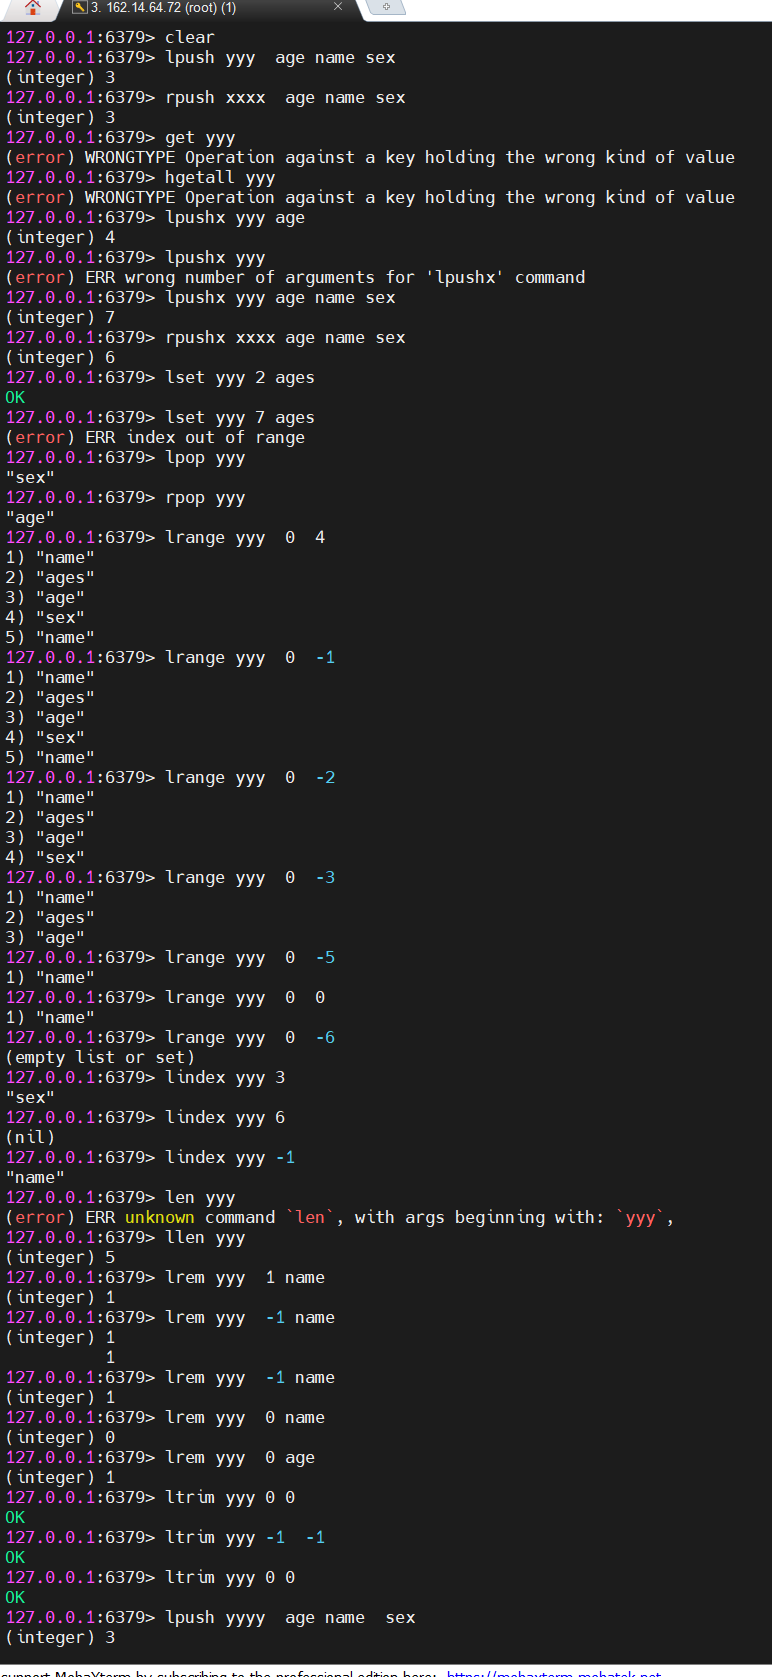 3. 162.14.64.72 (root) (1)
127.0.0.1:6379> clear
127.0.0.1:6379> lpush yyy  age name sex
(integer) 3
127.0.0.1:6379> rpush xxxx  age name sex
(integer) 3
127.0.0.1:6379> get yyy
(error) WRONGTYPE Operation against a key holding the wrong kind of value
127.0.0.1:6379> hgetall yyy
(error) WRONGTYPE Operation against a key holding the wrong kind of value
127.0.0.1:6379> lpushx yyy age
(integer) 4
127.0.0.1:6379> lpushx yyy
(error) ERR wrong number of arguments for 'lpushx' command
127.0.0.1:6379> lpushx yyy age name sex
(integer) 7
127.0.0.1:6379> rpushx xxxx age name sex
(integer) 6
127.0.0.1:6379> lset yyy 2 ages
OK
127.0.0.1:6379> lset yyy 7 ages
(error) ERR index out of range
127.0.0.1:6379> lpop yyy
"sex"
127.0.0.1:6379> rpop yyy
"age"
127.0.0.1:6379> lrange yyy  0  4
1) "name"
2) "ages"
3) "age"
4) "sex"
5) "name"
127.0.0.1:6379> lrange yyy  0  -1
1) "name"
2) "ages"
3) "age"
4) "sex"
5) "name"
127.0.0.1:6379> lrange yyy  0  -2
1) "name"
2) "ages"
3) "age"
4) "sex"
127.0.0.1:6379> lrange yyy  0  -3
1) "name"
2) "ages"
3) "age"
127.0.0.1:6379> lrange yyy  0  -5
1) "name"
127.0.0.1:6379> lrange yyy  0  0
1) "name"
127.0.0.1:6379> lrange yyy  0  -6
(empty list or set)
127.0.0.1:6379> lindex yyy 3
"sex"
127.0.0.1:6379> lindex yyy 6
(nil)
127.0.0.1:6379> lindex yyy -1
"name"
127.0.0.1:6379> len yyy
(error) ERR unknown command `len`, with args beginning with: `yyy`,
127.0.0.1:6379> llen yyy
(integer) 5
127.0.0.1:6379> lrem yyy  1 name
(integer) 1
127.0.0.1:6379> lrem yyy  -1 name
(integer) 1
1
127.0.0.1:6379> lrem yyy  -1 name
(integer) 1
127.0.0.1:6379> lrem yyy  0 name
(integer) 0
127.0.0.1:6379> lrem yyy  0 age
(integer) 1
127.0.0.1:6379> ltrim yyy 0 0
OK
127.0.0.1:6379> ltrim yyy -1  -1
OK
127.0.0.1:6379> ltrim yyy 0 0
OK
127.0.0.1:6379> lpush yyyy  age name  sex
(integer) 3
support MobaXterm by subscribing to the professional edition here: https://mobaxterm.mobatek.net